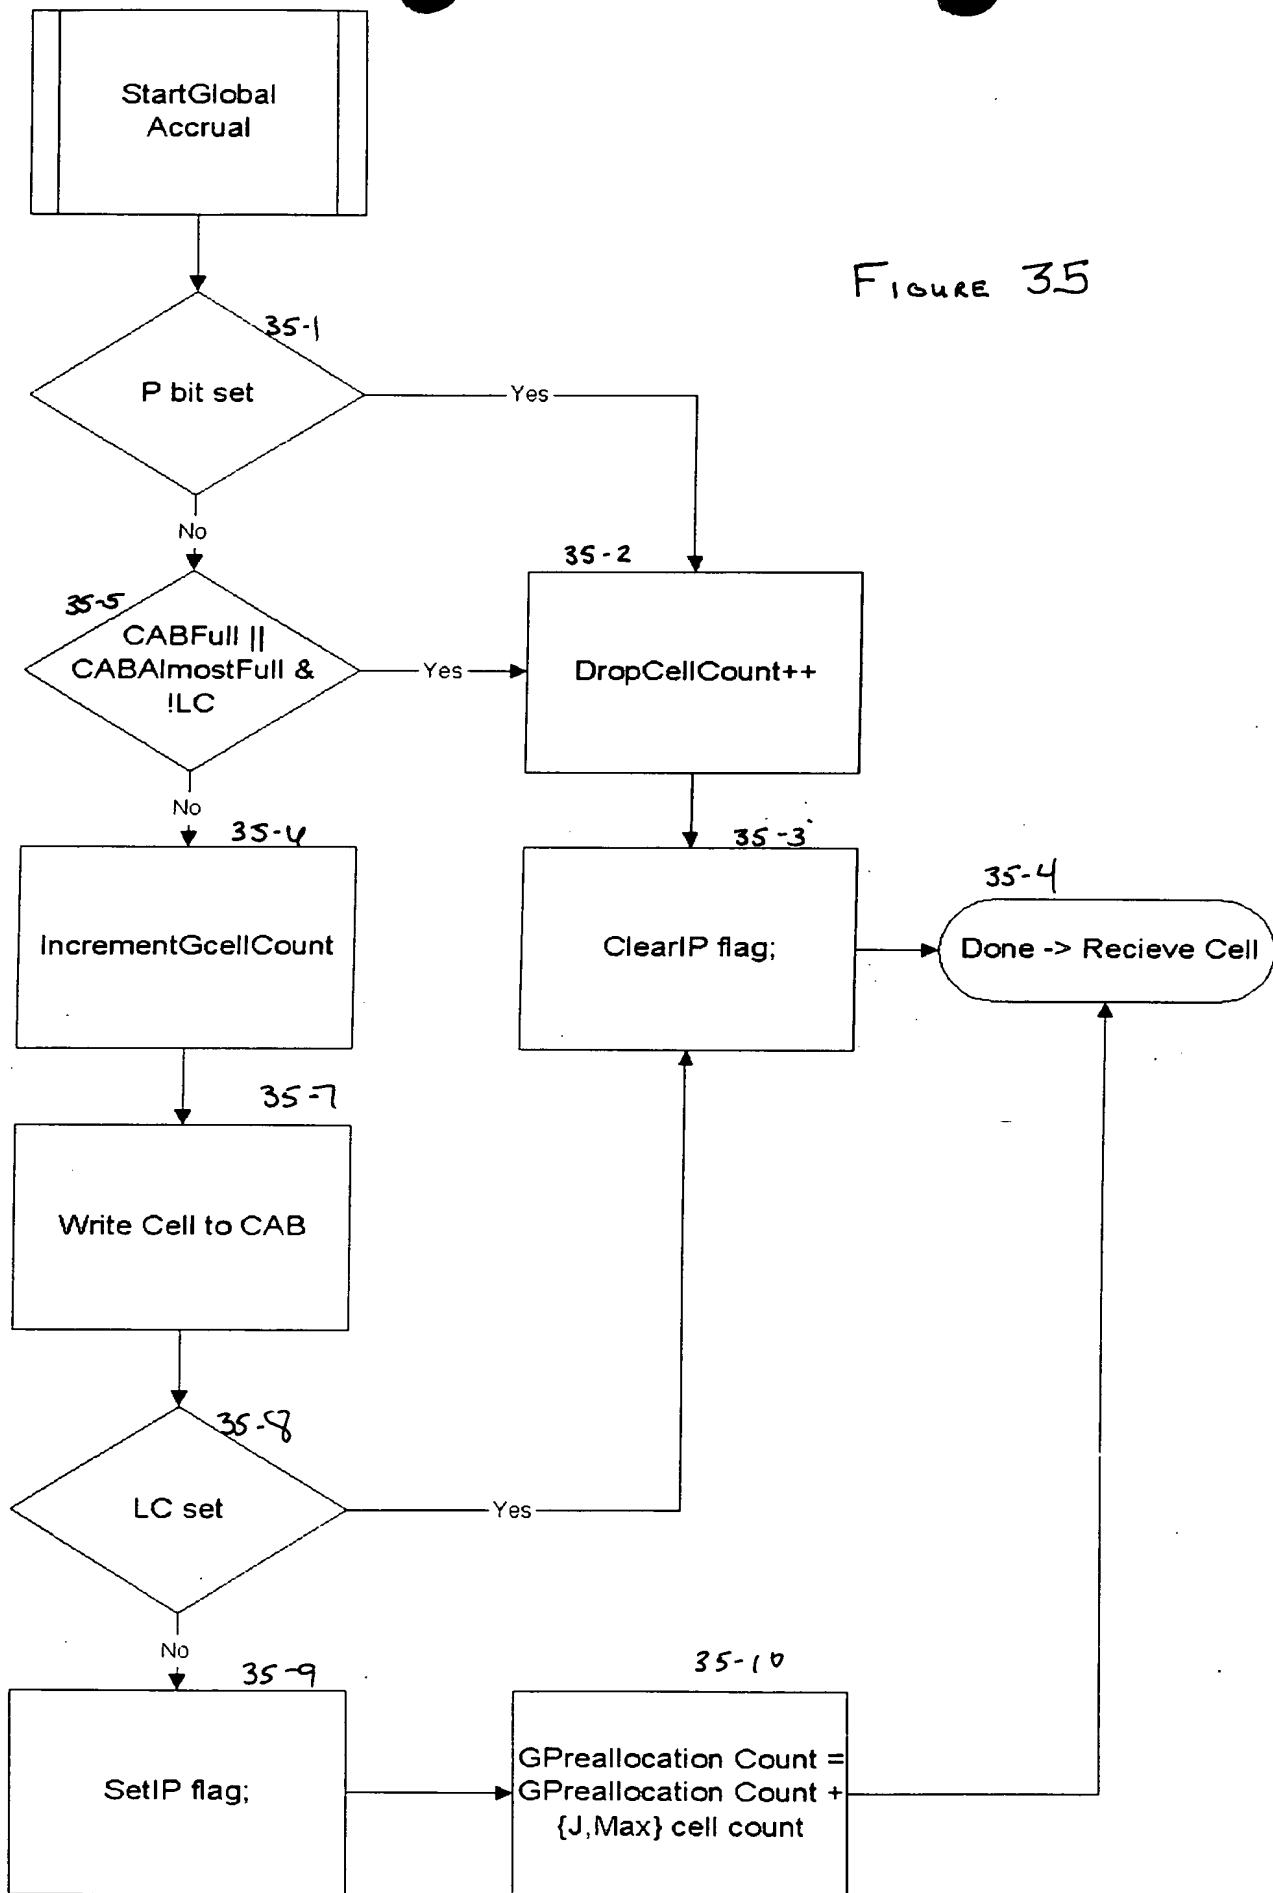 StartGlobal
Accrual
FIGURE 35
35-1
P bit set
Yes
No
35-2
35-5
CABFull ||
CABAlmostFull &
!LC
Yes
DropCellCount++
No
35-6
35-3
35-4
IncrementGcellCount
ClearIP flag;
Done -> Recieve Cell
35-7
Write Cell to CAB
35-8
LC set
Yes
No
35-9
35-10
SetIP flag;
GPreallocation Count =
GPreallocation Count +
{J,Max} cell count